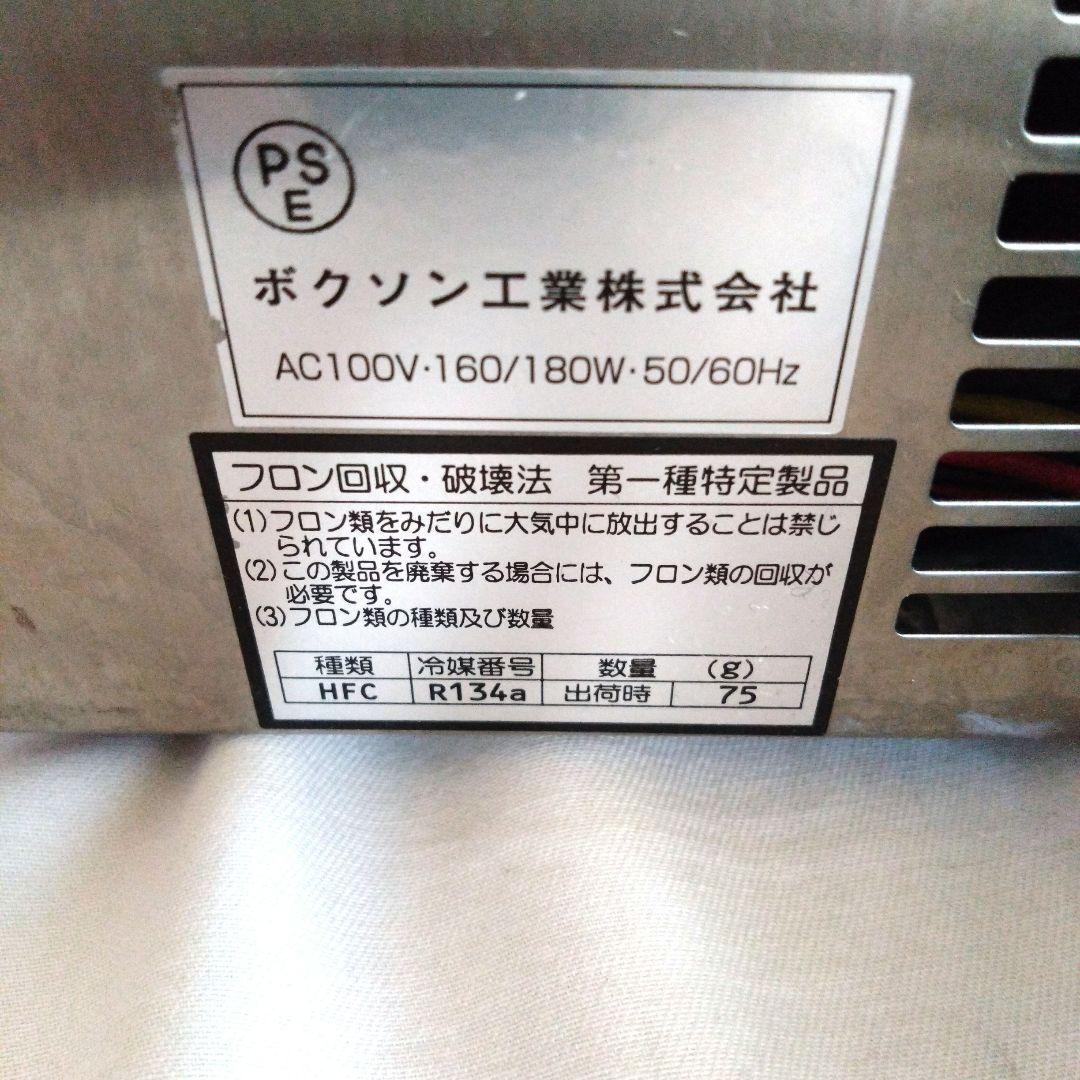 PS
E
ボクソン工業株式会社
AC100V·160/180W·50/60Hz
フロン回収・破壊法 第一種特定製品
(1)フロン類をみだりに大気中に放出することは禁じ
られています。
(2)この製品を廃棄する場合には、フロン類の回収が
必要です。
(3)フロン類の種類及び数量
種類 冷媒番号 数量 (g)
HFC R134a 出荷時 75